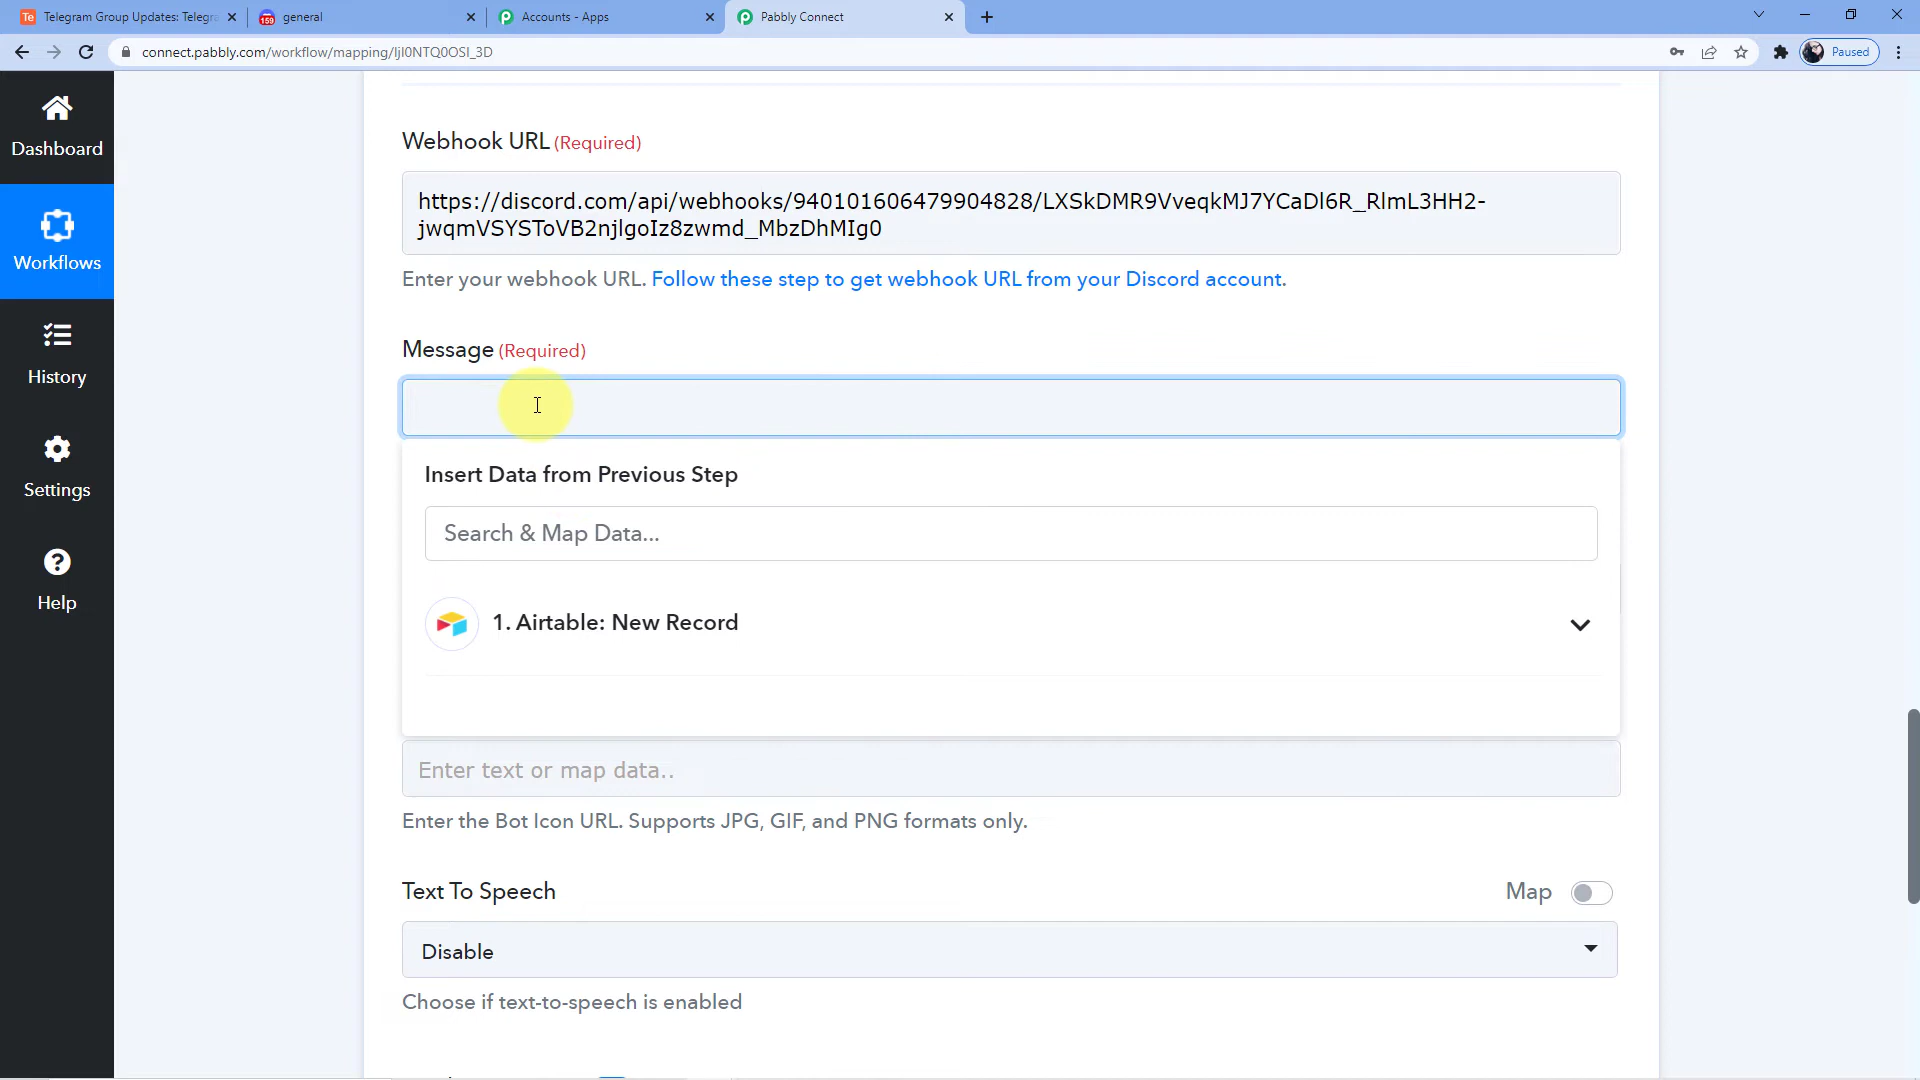 Telegram Group Updates: Telegra
159
general
Accounts - Apps
Pabbly Connect
connect.pabbly.com/workflow/mapping/IjI0NTQ0OSI_3D
Paused
Dashboard
Workflows
History
Settings
Help
Webhook URL (Required)
https://discord.com/api/webhooks/940101606479904828/LXSkDMR9VveqkMJ7YCaDl6R_RlmL3HH2-
jwqmVSYSToVB2njlgoIz8zwmd_MbzDhMIg0
Enter your webhook URL. Follow these step to get webhook URL from your Discord account.
Message (Required)
Insert Data from Previous Step
Search & Map Data...
1. Airtable: New Record
Enter text or map data..
Enter the Bot Icon URL. Supports JPG, GIF, and PNG formats only.
Text To Speech
Map
Disable
Choose if text-to-speech is enabled